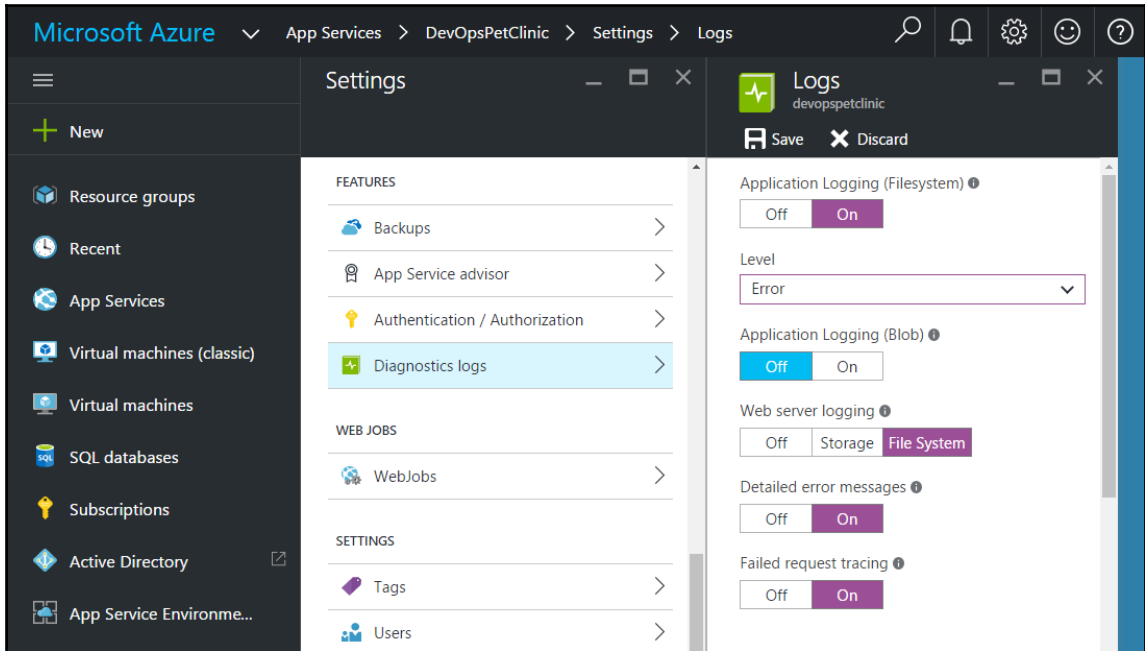 Microsoft Azure App Services > DevOpsPetClinic > Settings > Logs
New
Resource groups
Recent
App Services
Virtual machines (classic)
Virtual machines
SQL databases
Subscriptions
Active Directory
App Service Environme...
Settings
FEATURES
Backups
App Service advisor
Authentication / Authorization
Diagnostics logs
WEB JOBS
WebJobs
SETTINGS
Tags
Users
Logs
devopspetclinic
Save Discard
Application Logging (Filesystem)
Off On
Level
Error
Application Logging (Blob)
Off On
Web server logging
Off Storage File System
Detailed error messages
Off On
Failed request tracing
Off On